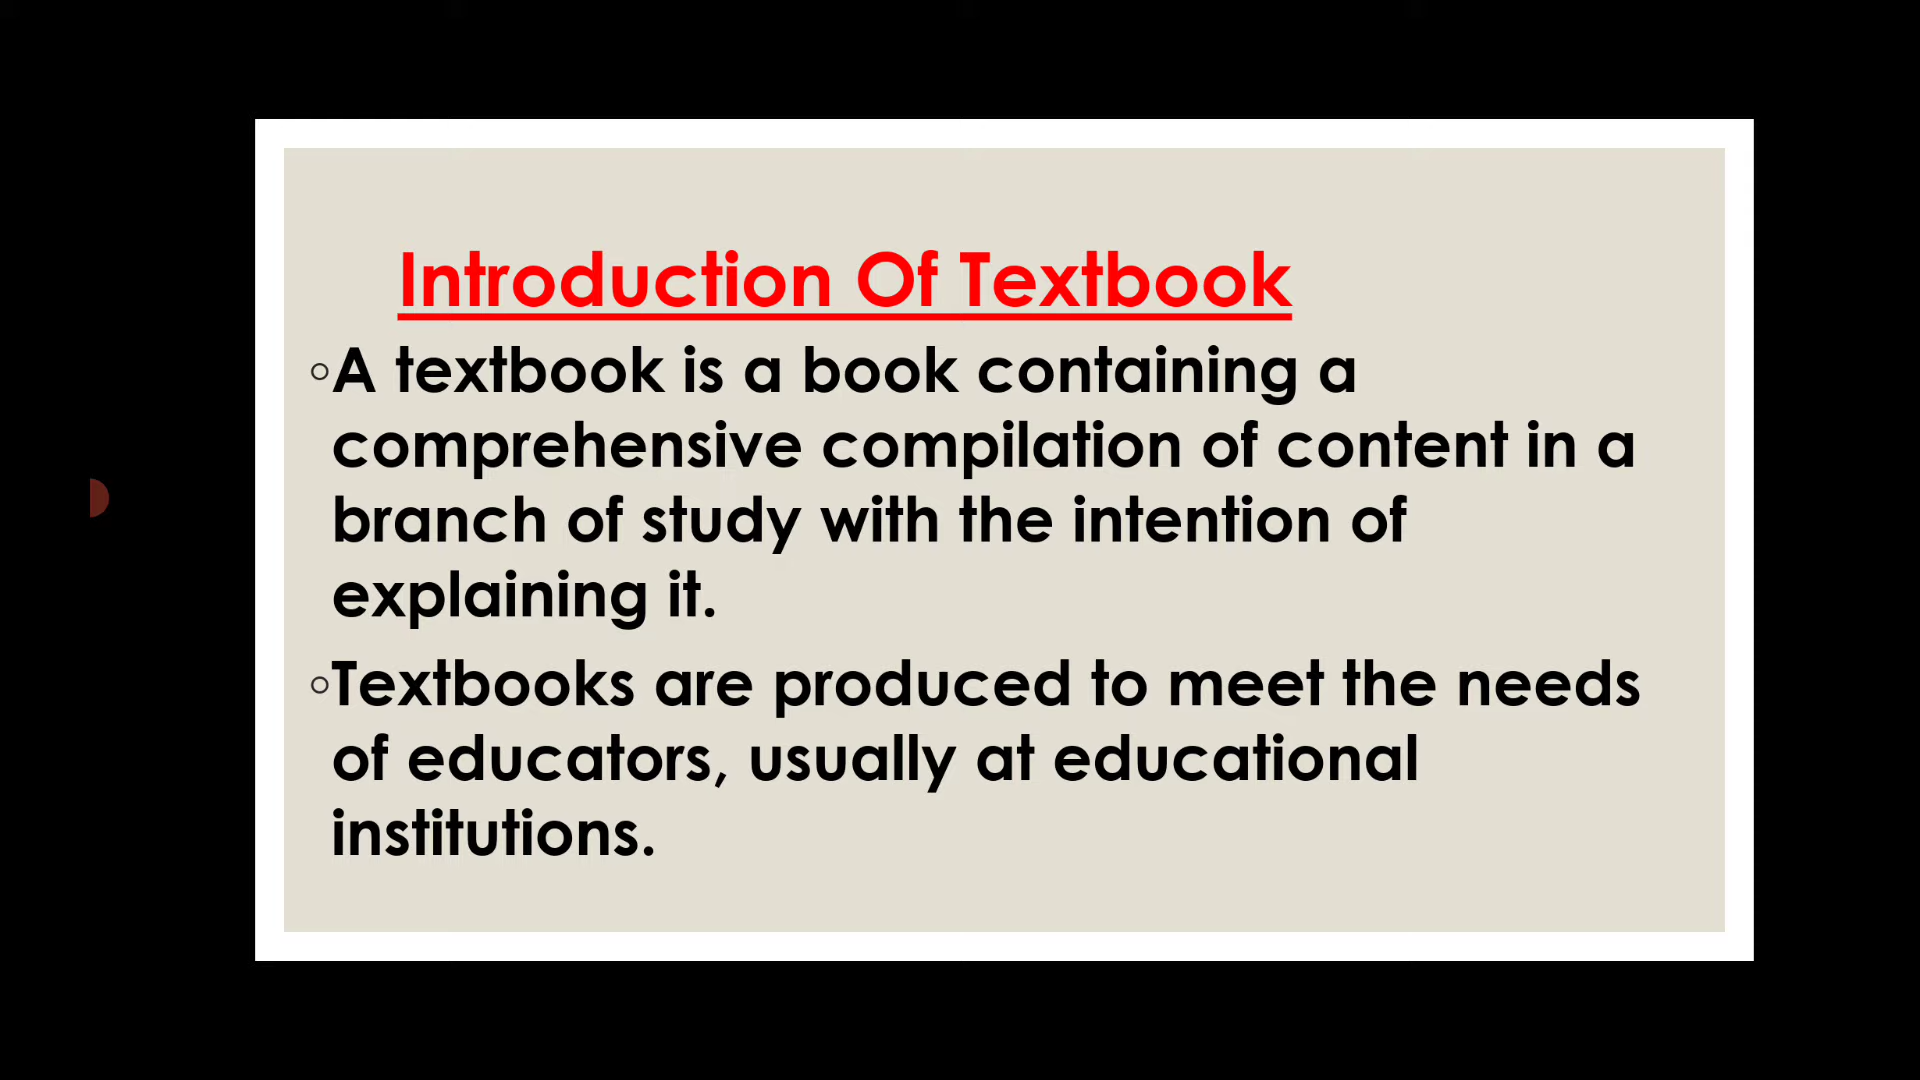 Introduction Of Textbook
◦A textbook is a book containing a
comprehensive compilation of content in a
branch of study with the intention of
explaining it.
◦Textbooks are produced to meet the needs
of educators, usually at educational
institutions.